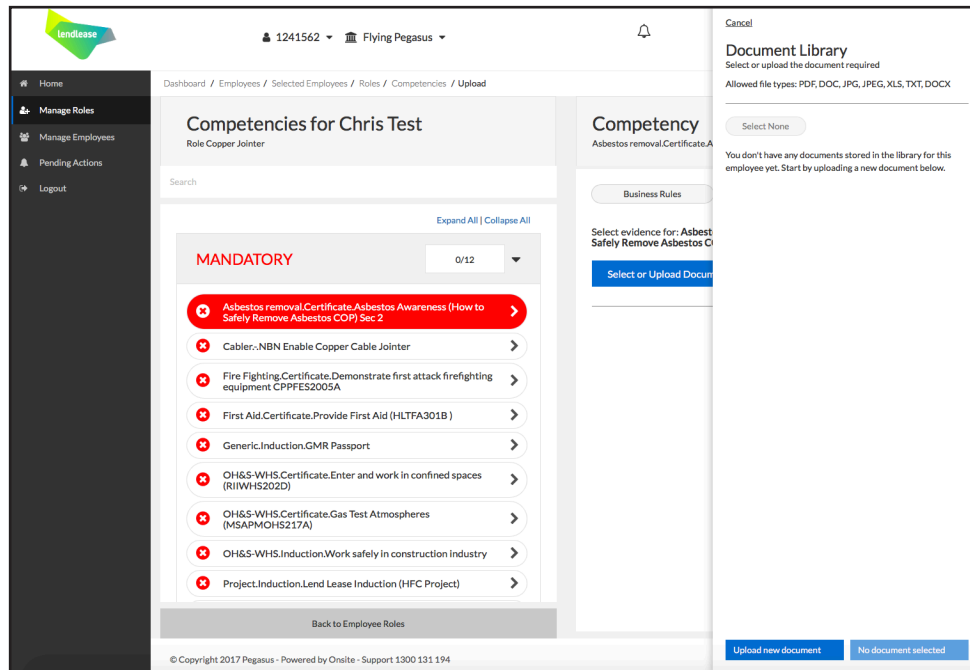 lendlease
1241562
Flying Pegasus
Home
Manage Roles
Manage Employees
Pending Actions
Logout
Dashboard / Employees / Selected Employees / Roles / Competencies / Upload
Competencies for Chris Test
Role Copper Jointer
Search
Expand All | Collapse All
MANDATORY
0/12
Asbestos removal.Certificate.Asbestos Awareness (How to
Safely Remove Asbestos COP) Sec 2
Cabler.-.NBN Enable Copper Cable Jointer
Fire Fighting.Certificate.Demonstrate first attack firefighting
equipment CPPFES2005A
First Aid.Certificate.Provide First Aid (HLTFA301B )
Generic.Induction.GMR Passport
OH&S-WHS.Certificate.Enter and work in confined spaces
(RIIWHS202D)
OH&S-WHS.Certificate.Gas Test Atmospheres
(MSAPMOHS217A)
OH&S-WHS.Induction.Work safely in construction industry
Project.Induction.Lend Lease Induction (HFC Project)
Back to Employee Roles
© Copyright 2017 Pegasus - Powered by Onsite - Support 1300 131 194
Competency
Asbestos removal.Certificate.A
Business Rules
Select evidence for: Asbest
Safely Remove Asbestos C
Select or Upload Docum
Cancel
Document Library
Select or upload the document required
Allowed file types: PDF, DOC, JPG, JPEG, XLS, TXT, DOCX
Select None
You don't have any documents stored in the library for this
employee yet. Start by uploading a new document below.
Upload new document
No document selected